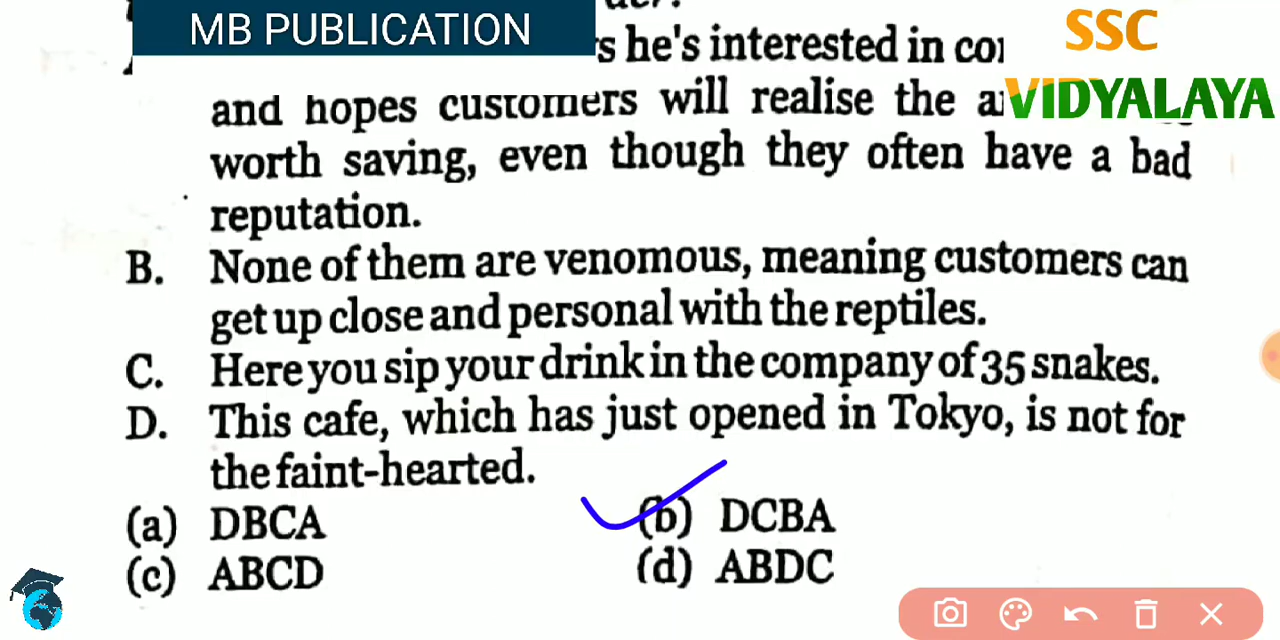 MB PUBLICATION
SSC
VIDYALAYA
he's interested in
and hopes customers will realise the
worth saving, even though they often have a bad
reputation.
B. None of them are venomous, meaning customers can
get up close and personal with the reptiles.
C. Here you sip your drink in the company of 35 snakes.
D. This cafe, which has just opened in Tokyo, is not for
the faint-hearted.
(a) DBCA (b) DCBA
(c) ABCD (d) ABDC